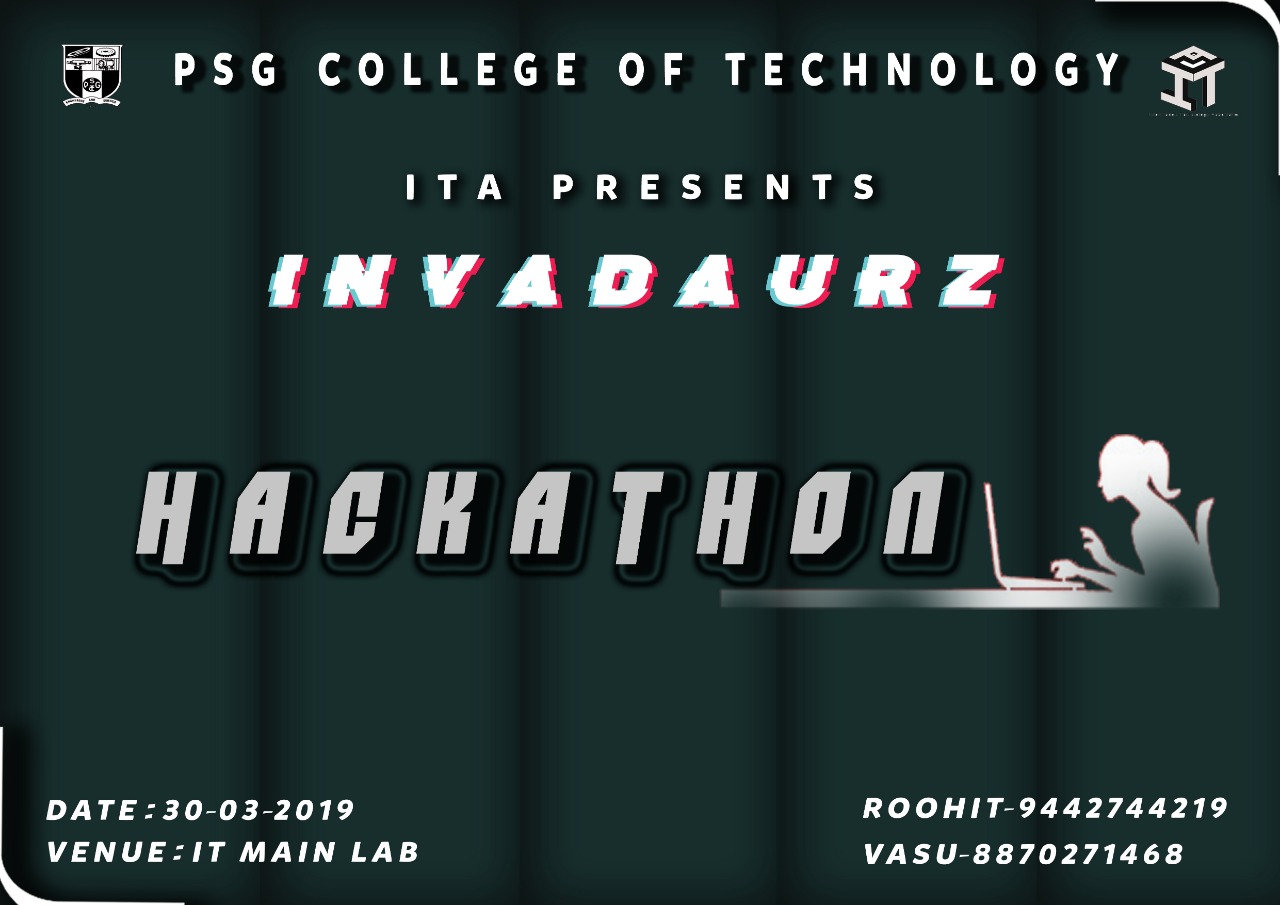 PSG COLLEGE OF TECHNOLOGY
ITA PRESENTS
INVADAURZ
HACKATHON
DATE:30-03-2019
VENUE:IT MAIN LAB
ROOHIT-9442744219
VASU-8870271468